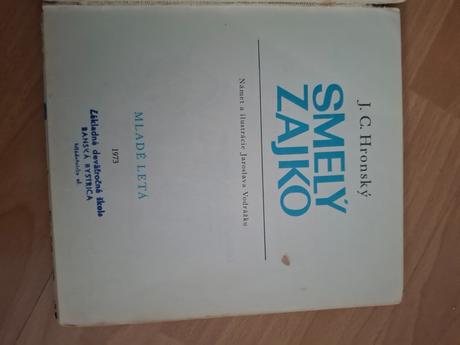 J. C. Hronský
SMELÝ
ZAJKO
Námet a ilustrácie Jaroslava Vodrážku
MLADÉ LETÁ
1973
Základná deväťročná škola
BANSKÁ BYSTRICA